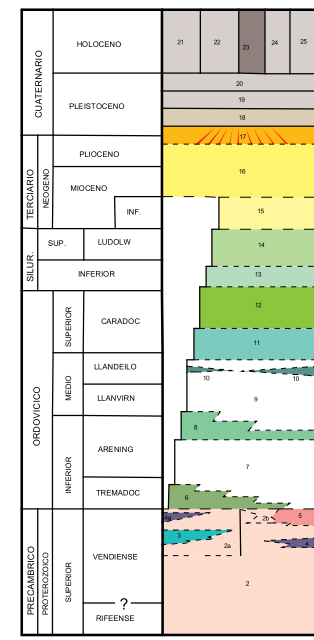 CUATERNARIO
HOLOCENO
21 22 23 24 25
PLEISTOCENO
20
19
18
TERCIARIO
NEOGENO
PLIOCENO
17
MIOCENO
16
INF.
15
SILUR.
SUP.
LUDOLW
14
INFERIOR
13
ORDOVICICO
SUPERIOR
CARADOC
12
11
MEDIO
LLANDEILO
10 10
LLANVIRN
9
INFERIOR
ARENING
8
7
TREMADOC
6
PRECAMBRICO
PROTEROZOICO
SUPERIOR
VENDIENSE
2b 5
3
2a 4
2
?
RIFEENSE